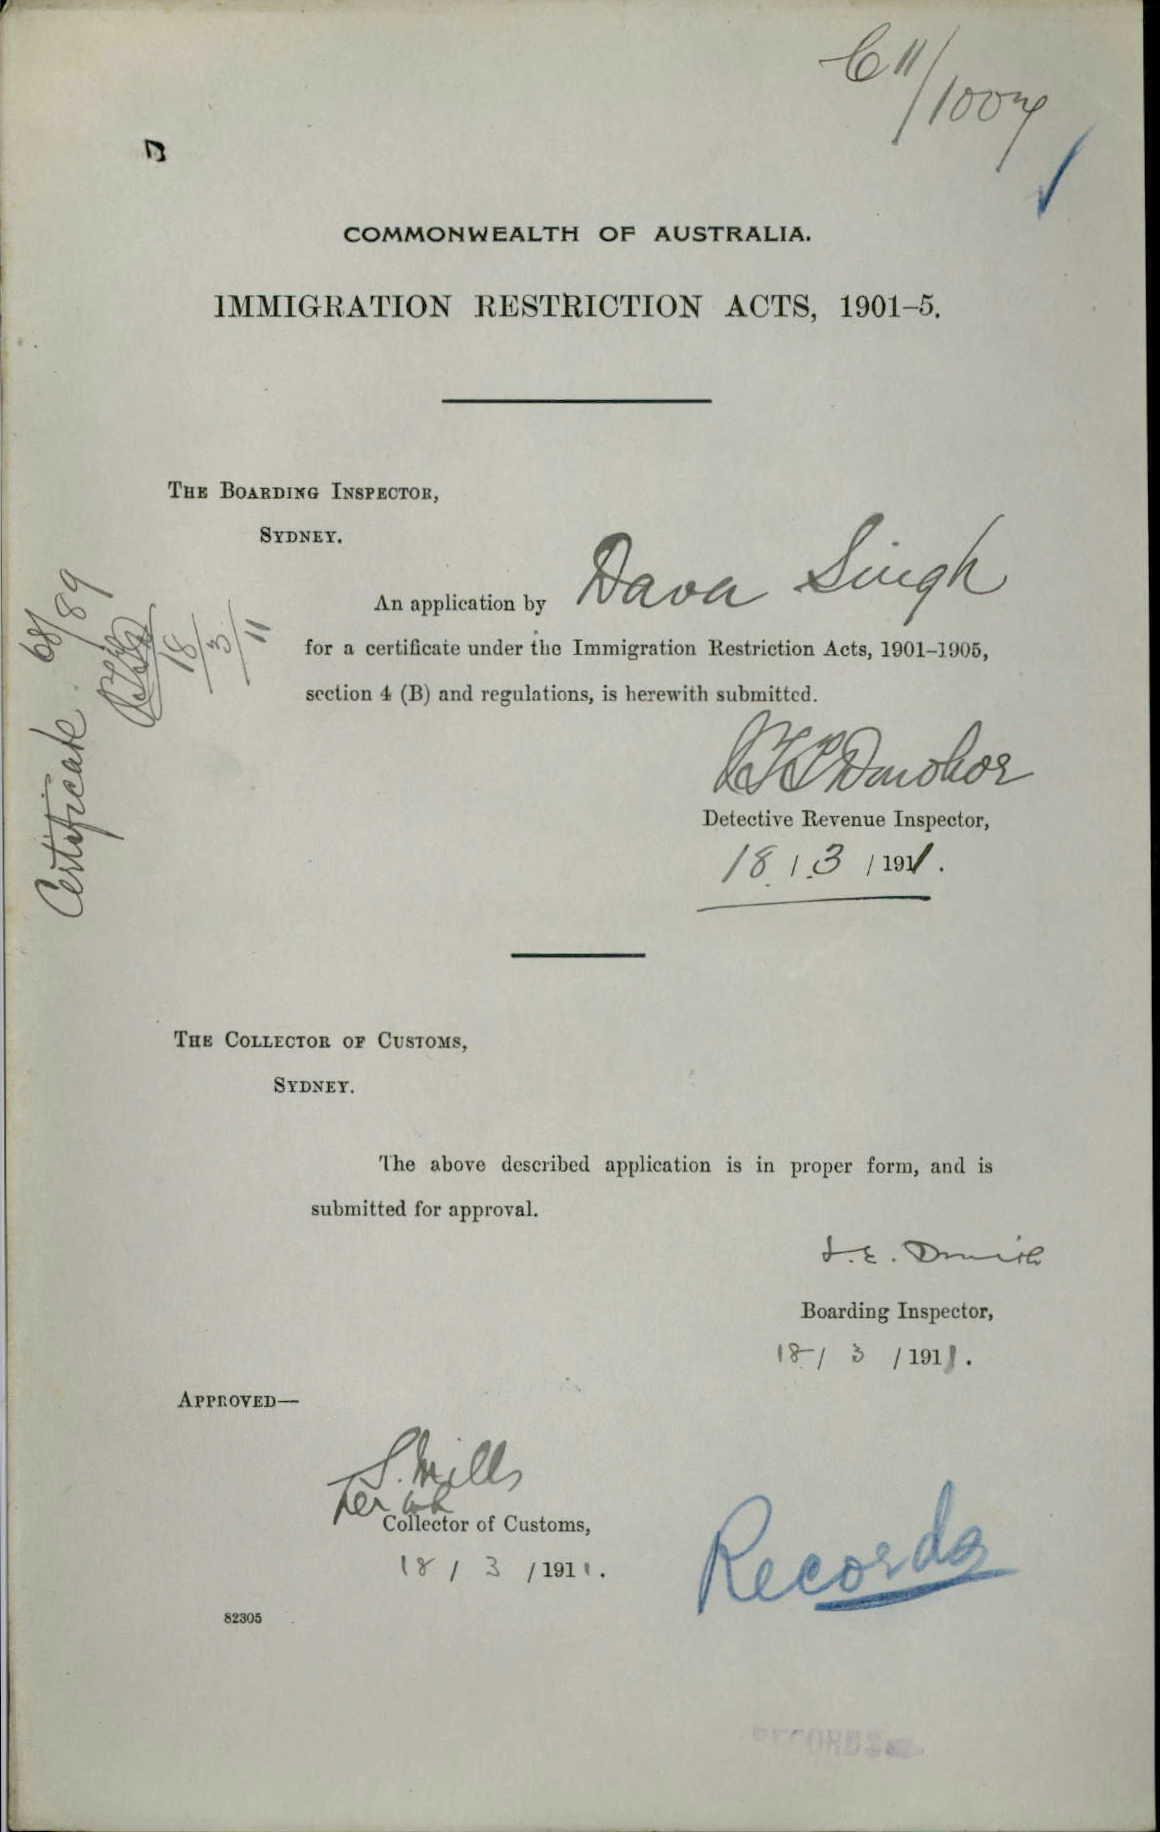 C11/1007
COMMONWEALTH OF AUSTRALIA.
IMMIGRATION RESTRICTION ACTS, 1901-5.
THE BOARDING INSPECTOR,
SYDNEY.
An application by Dava Singh
for a certificate under the Immigration Restriction Acts, 1901-1905,
section 4 (B) and regulations, is herewith submitted.
Donohoe
Detective Revenue Inspector,
18 / 3 / 1911.
Certificate 68/89
18/3/11
THE COLLECTOR OF CUSTOMS,
SYDNEY.
The above described application is in proper form, and is
submitted for approval.
Boarding Inspector,
18 / 3 / 1911.
APPROVED—
S. Mills
Collector of Customs,
18 / 3 / 1911.
Records
82305
RECORDS